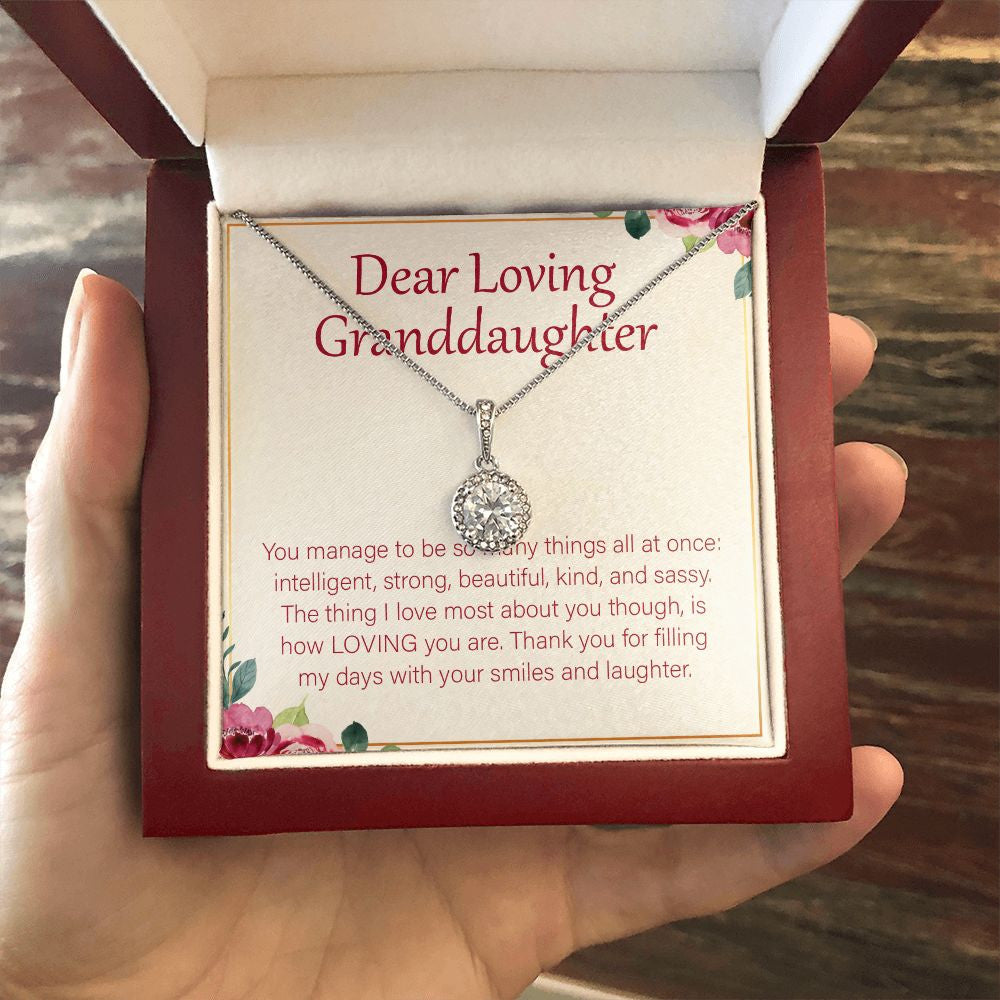 Dear Loving
Granddaughter
You manage to be so many things all at once:
intelligent, strong, beautiful, kind, and sassy.
The thing I love most about you though, is
how LOVING you are. Thank you for filling
my days with your smiles and laughter.